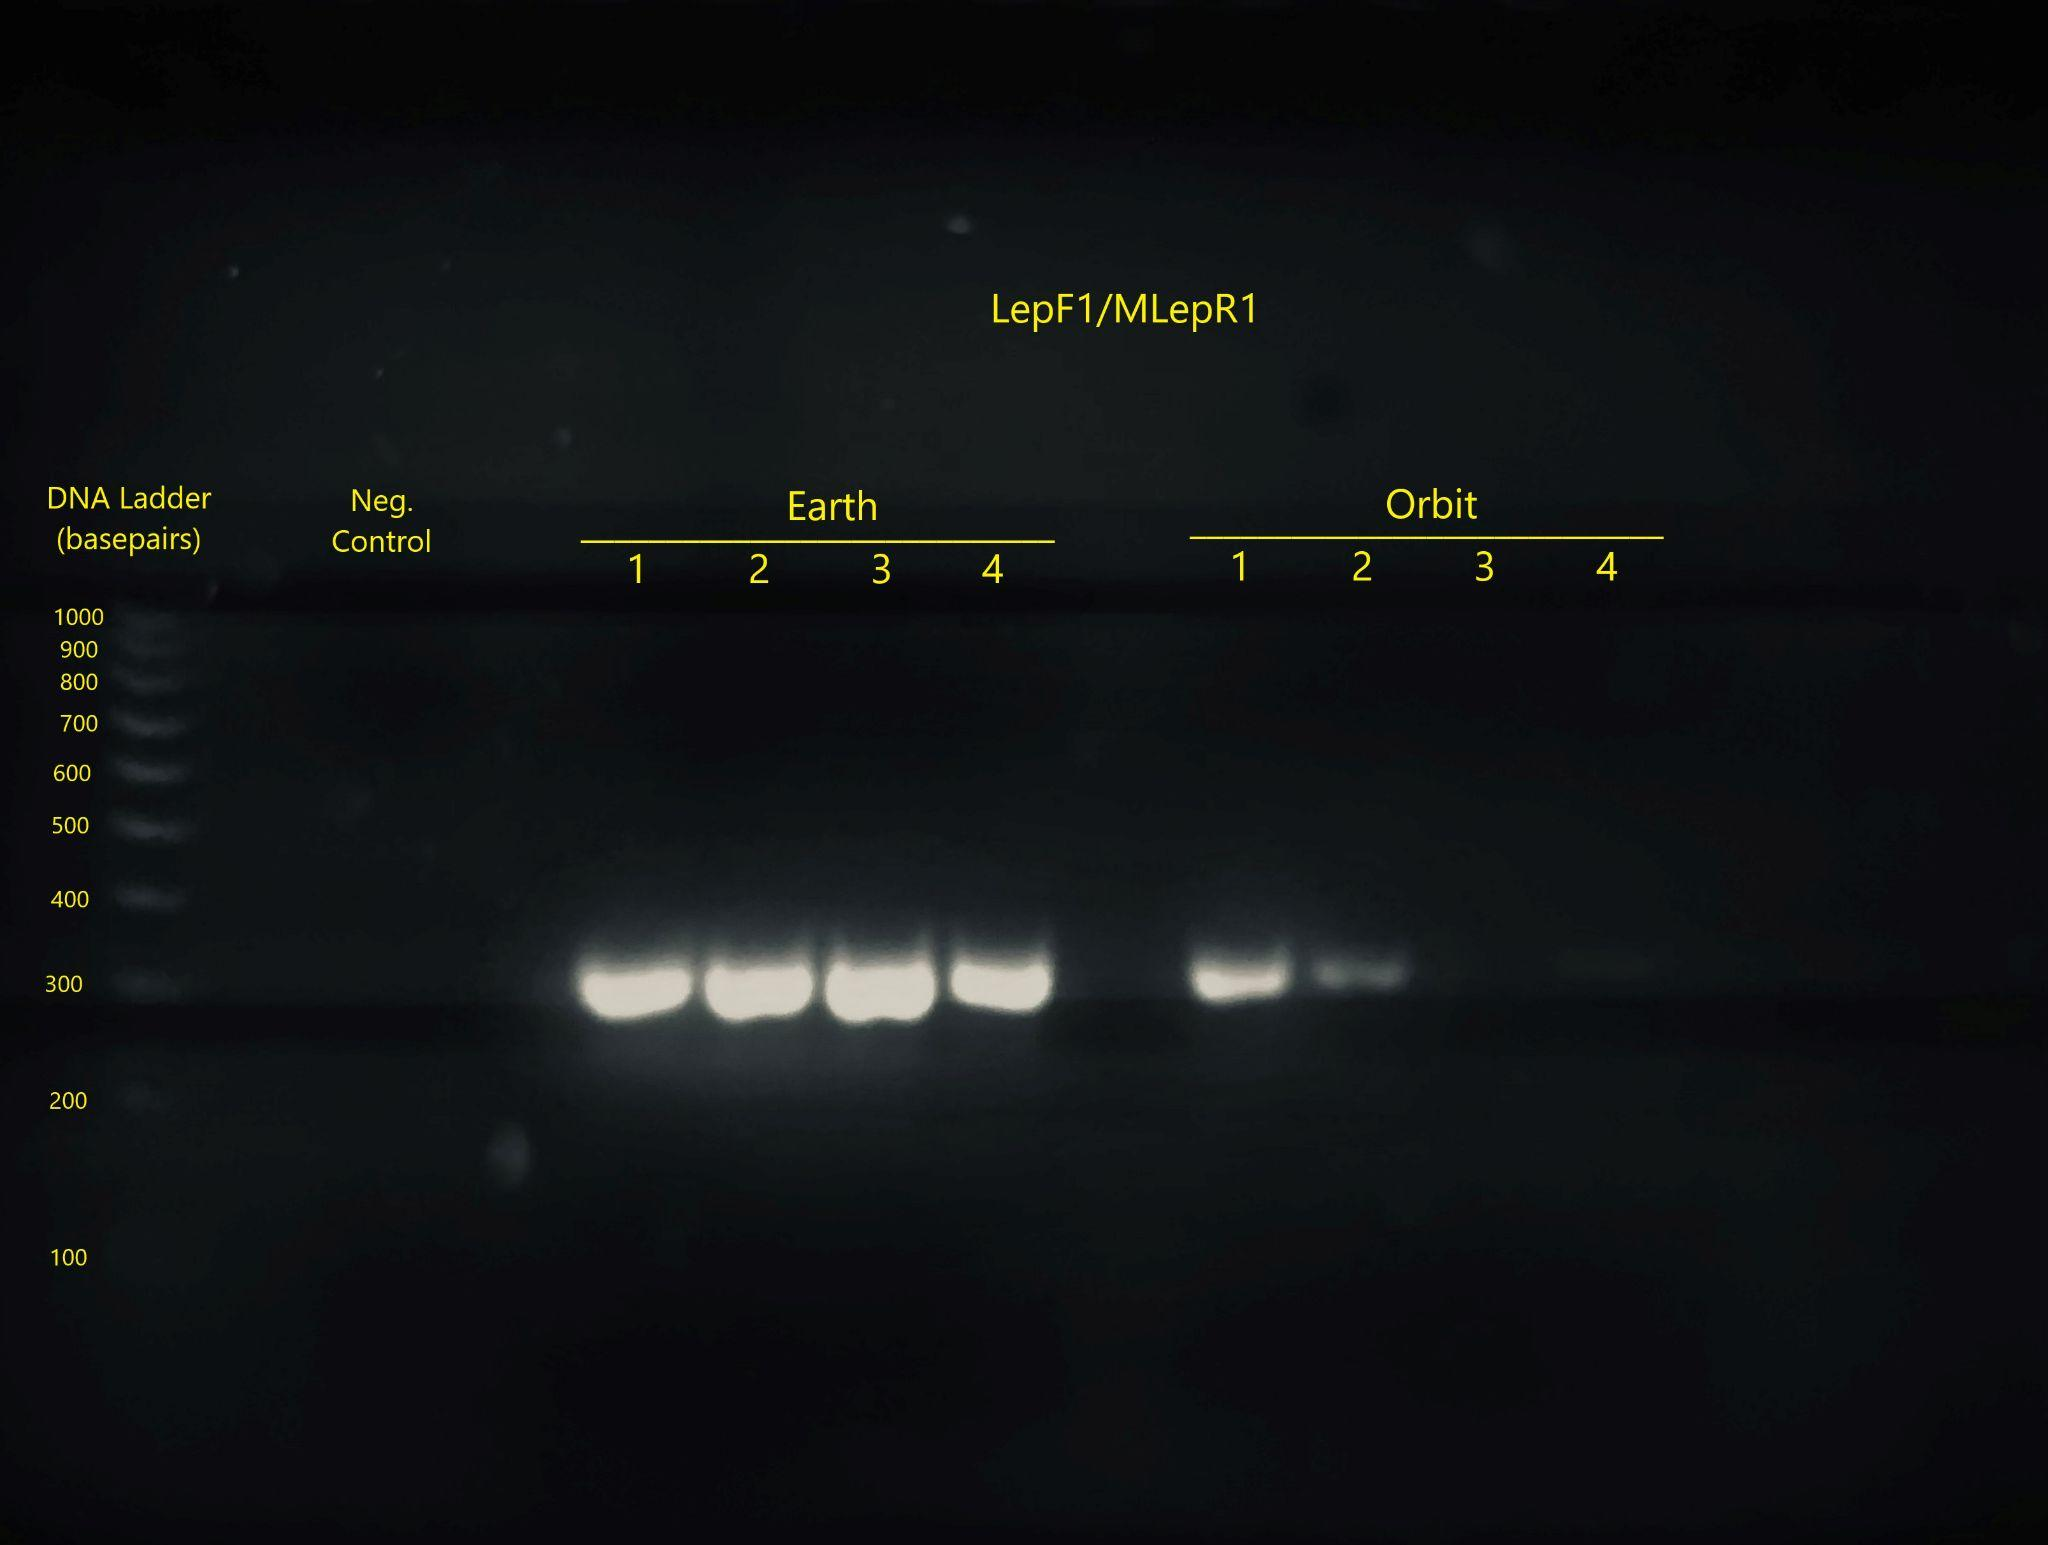 LepF1/MLepR1
DNA Ladder
(basepairs)
Neg.
Control
Earth
1 2 3 4
Orbit
1 2 3 4
1000
900
800
700
600
500
400
300
200
100